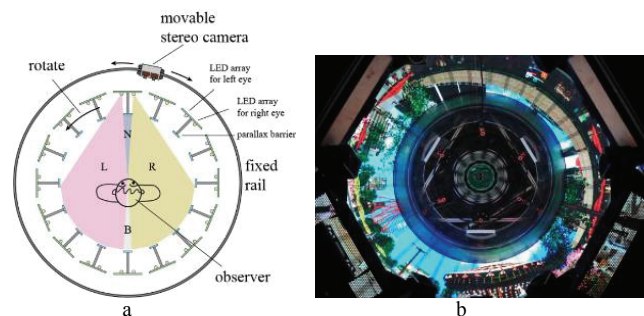 movable
stereo camera
rotate
LED array
for left eye
LED array
for right eye
parallax barrier
N
L
R
fixed
rail
B
observer
a
b